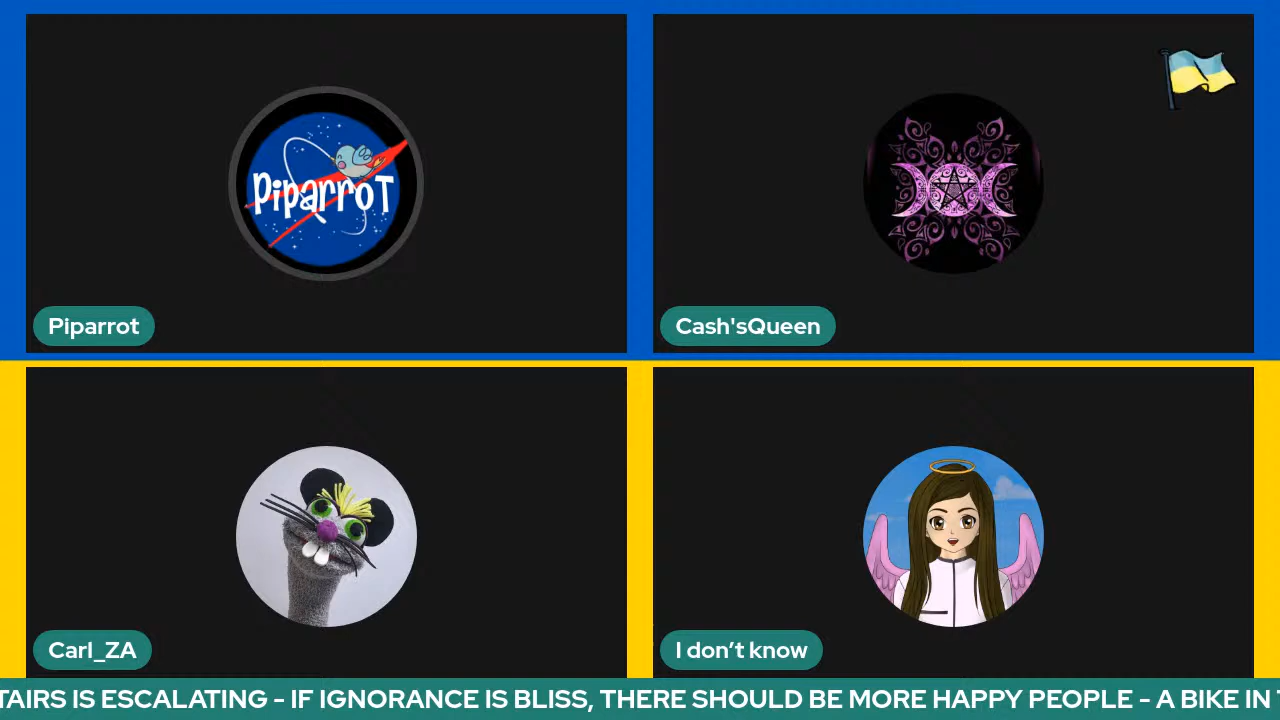 PiparroT
Piparrot
Cash'sQueen
Carl_ZA
I don’t know
TAIRS IS ESCALATING - IF IGNORANCE IS BLISS, THERE SHOULD BE MORE HAPPY PEOPLE - A BIKE IN